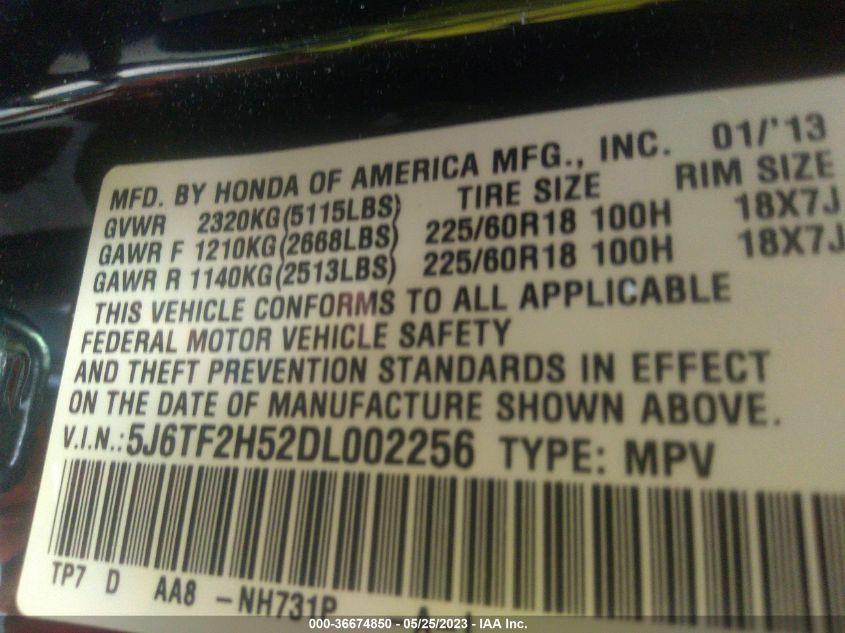 MFD. BY HONDA OF AMERICA MFG., INC. 01/'13
GVWR 2320KG(5115LBS) TIRE SIZE RIM SIZE
GAWR F 1210KG(2668LBS) 225/60R18 100H 18X7J
GAWR R 1140KG(2513LBS) 225/60R18 100H 18X7J
THIS VEHICLE CONFORMS TO ALL APPLICABLE
FEDERAL MOTOR VEHICLE SAFETY
AND THEFT PREVENTION STANDARDS IN EFFECT
ON THE DATE OF MANUFACTURE SHOWN ABOVE.
V.I.N.:5J6TF2H52DL002256 TYPE: MPV
TP7 D AA8 -NH731P
000-36674850 - 05/25/2023 - IAA Inc.